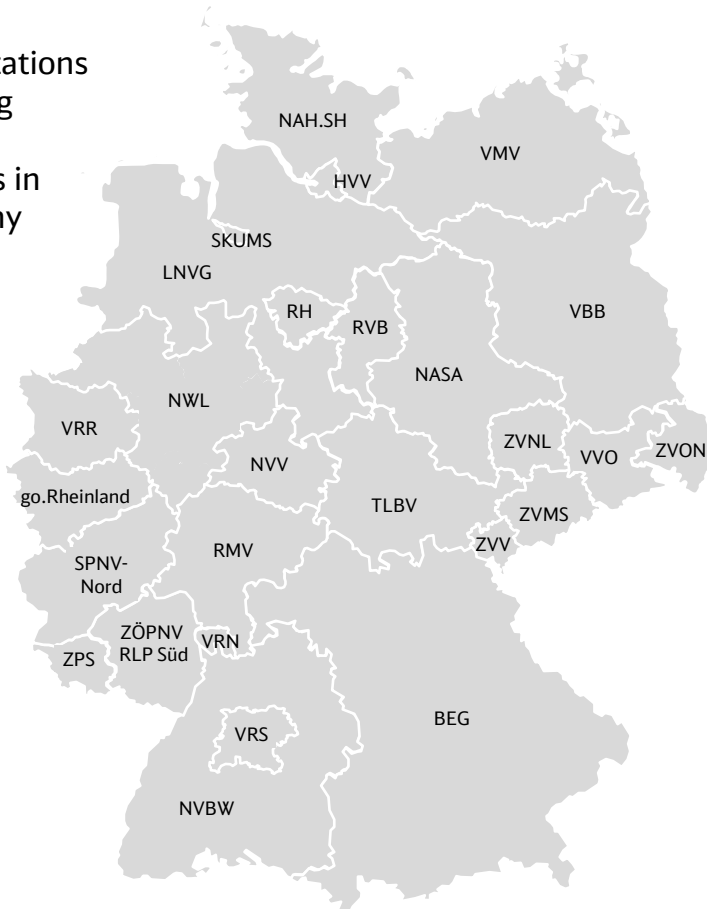 NAH.SH
VMV
HVV
s in
SKUMS
LNVG
RH
RVB
VBB
NASA
NWL
VRR
ZVNL
VVO
ZVON
NVV
go.Rheinland
TLBV
ZVMS
RMV
ZVV
SPNV-
Nord
ZÖPNV
RLP Süd
VRN
ZPS
BEG
VRS
NVBW